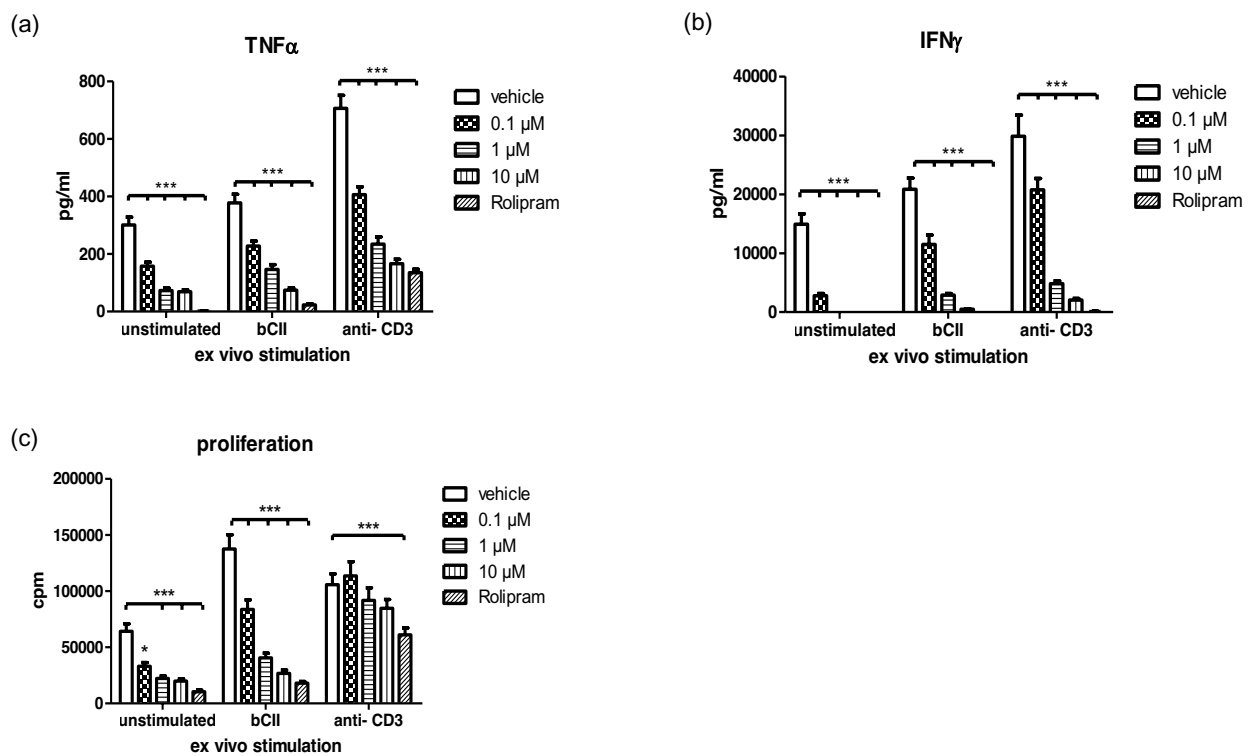 (a)
TNFα
800
600
400
200
0
pg/ml
***
***
***
unstimulated
bCII
anti- CD3
ex vivo stimulation
vehicle
0.1 µM
1 µM
10 µM
Rolipram
(b)
IFNγ
40000
30000
20000
10000
0
pg/ml
***
***
***
unstimulated
bCII
anti- CD3
ex vivo stimulation
vehicle
0.1 µM
1 µM
10 µM
Rolipram
(c)
proliferation
200000
150000
100000
50000
0
cpm
***
*
***
***
unstimulated
bCII
anti- CD3
ex vivo stimulation
vehicle
0.1 µM
1 µM
10 µM
Rolipram